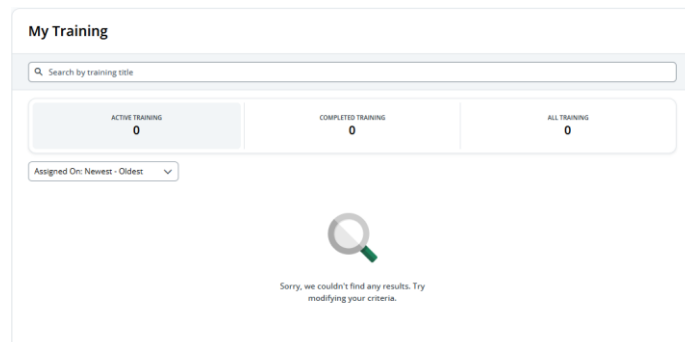 My Training
Search by training title
ACTIVE TRAINING
0
COMPLETED TRAINING
0
ALL TRAINING
0
Assigned On: Newest - Oldest
Sorry, we couldn't find any results. Try
modifying your criteria.